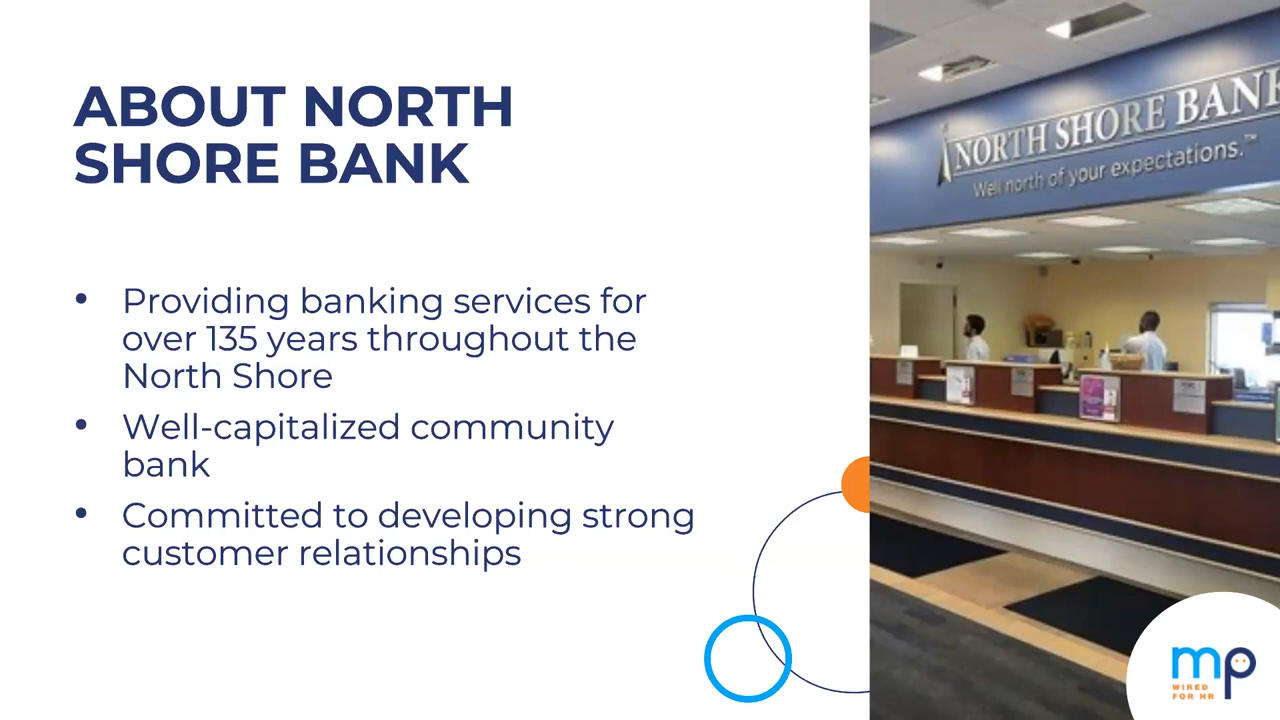 ABOUT NORTH
SHORE BANK
• Providing banking services for
over 135 years throughout the
North Shore
• Well-capitalized community
bank
• Committed to developing strong
customer relationships
NORTH SHORE BANK
Well north of your expectations.™
mp
WIRED
FOR HR